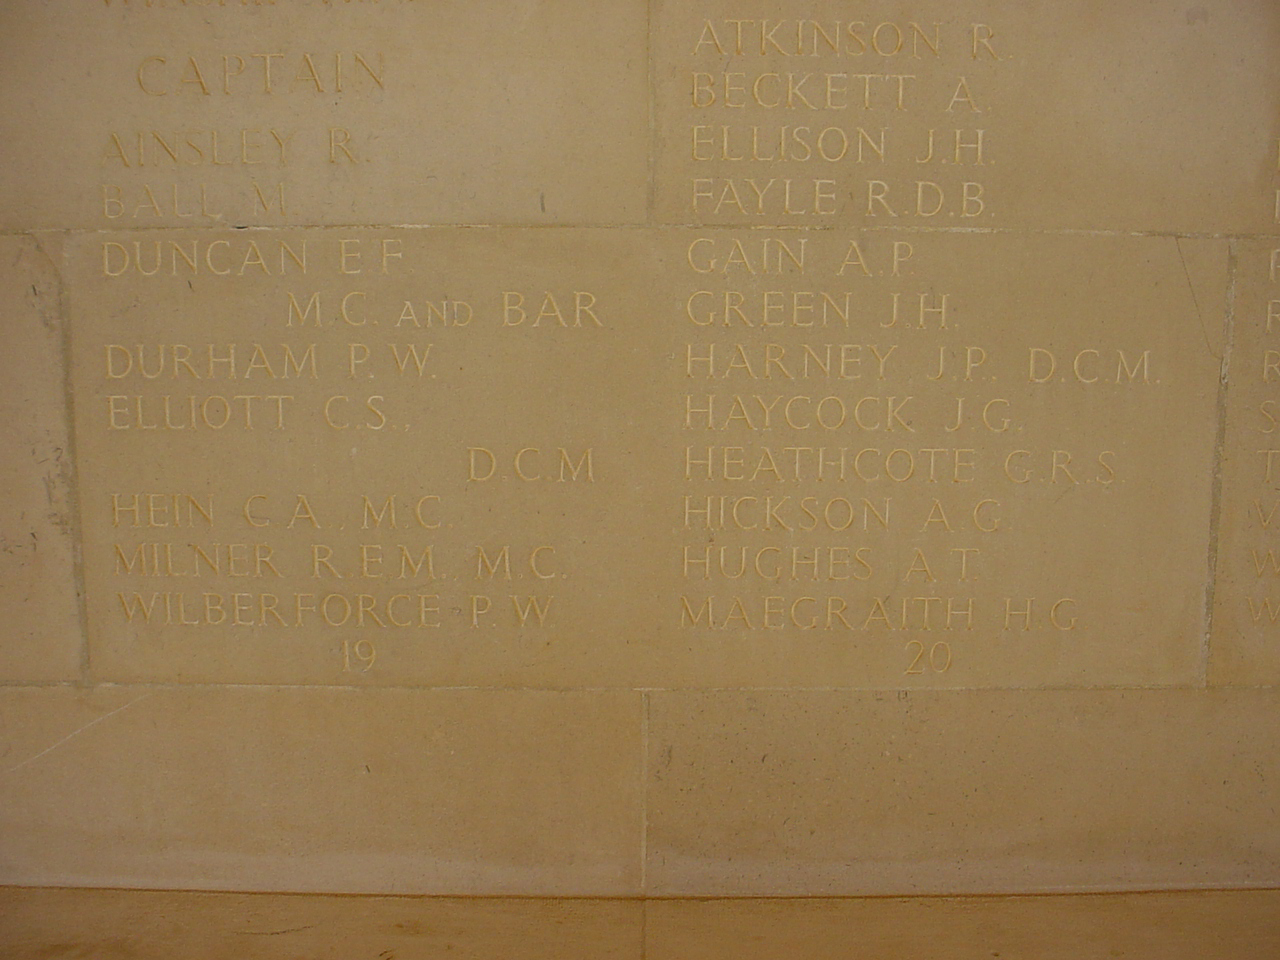 CAPTAIN
AINSLEY R.
BALL M.
DUNCAN E.F
M.C. AND BAR
DURHAM P.W.
ELLIOTT C.S.,
D.C.M
HEIN C.A., M.C.
MILNER R.E.M., M.C.
WILBERFORCE P.W
19
ATKINSON R.
BECKETT A.
ELLISON J.H.
FAYLE R.D.B.
GAIN A.P.
GREEN J.H.
HARNEY J.P., D.C.M.
HAYCOCK J.G.
HEATHCOTE G.R.S.
HICKSON A.G.
HUGHES A.T.
MAEGRAITH H.G
20